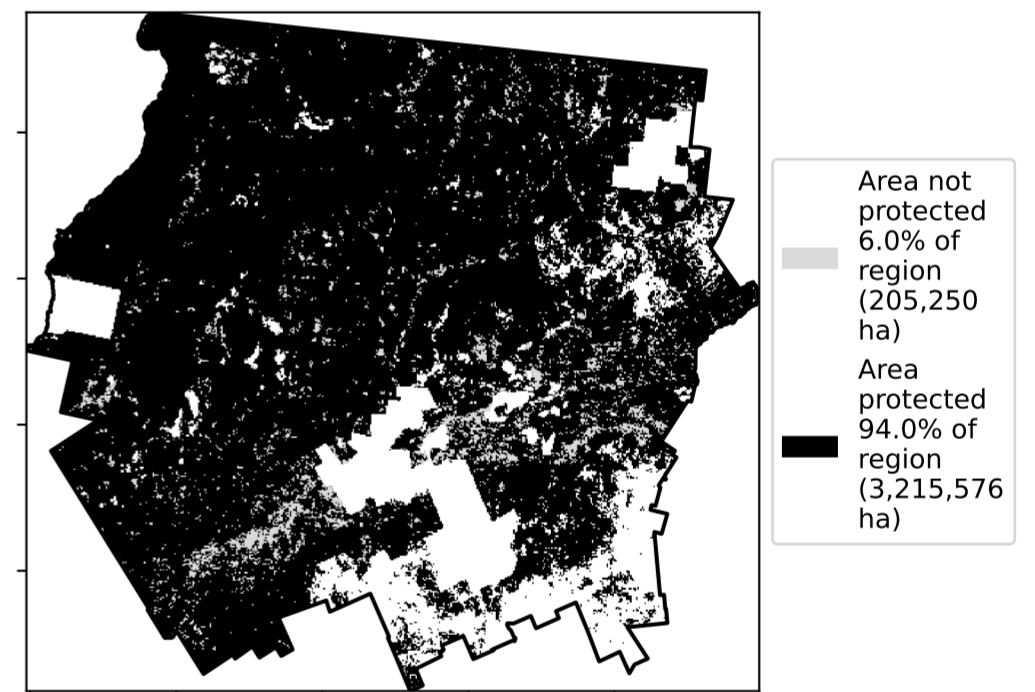 Area not
protected
6.0% of
region
(205,250
ha)
Area
protected
94.0% of
region
(3,215,576
ha)